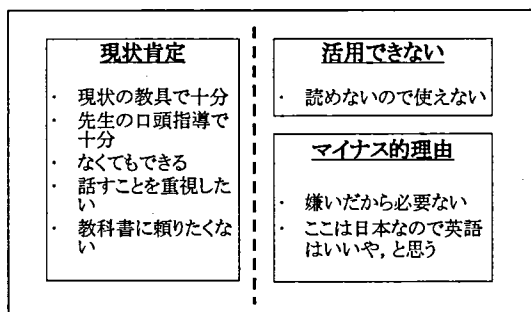 現状肯定
・ 現状の教具で十分
・ 先生の口頭指導で
十分
・ なくてもできる
・ 話すことを重視した
い
・ 教科書に頼りたくな
い
活用できない
・ 読めないので使えない
マイナス的理由
・ 嫌いだから必要ない
・ ここは日本なので英語
はいいや，と思う